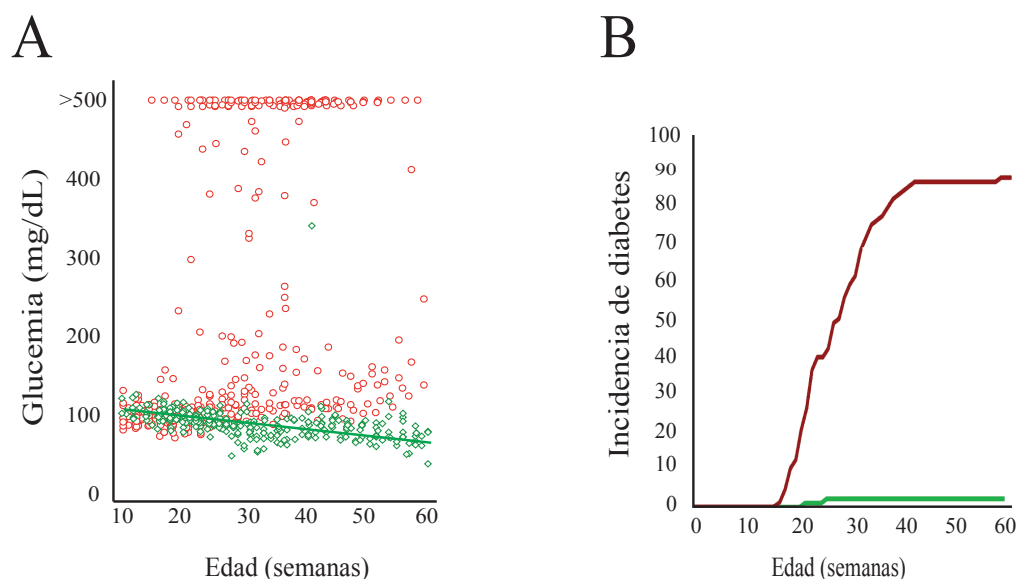 A
Glucemia (mg/dL)
>500
400
300
200
100
0
10 20 30 40 50 60
Edad (semanas)
B
Incidencia de diabetes
100
90
80
70
60
50
40
30
20
10
0
0 10 20 30 40 50 60
Edad (semanas)